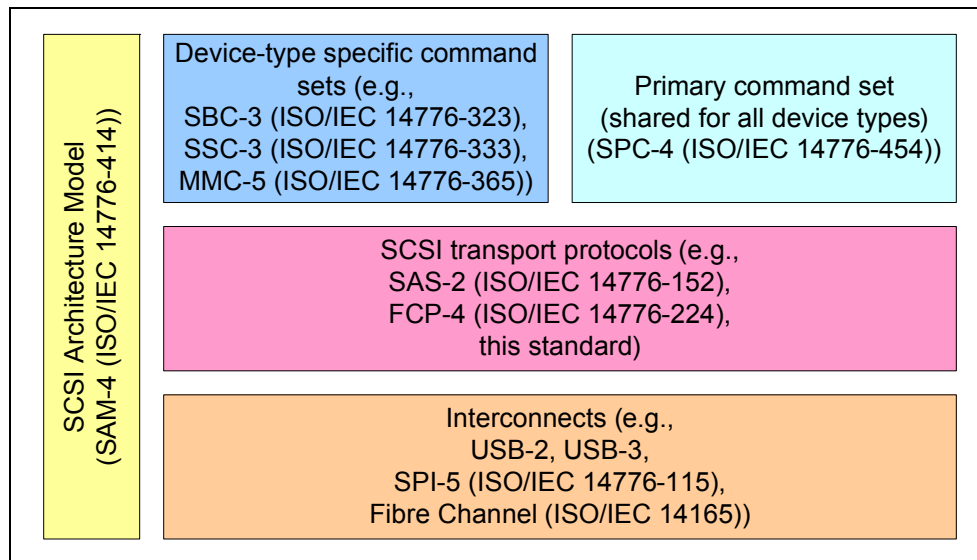 SCSI Architecture Model
(SAM-4 (ISO/IEC 14776-414))
Device-type specific command
sets (e.g.,
SBC-3 (ISO/IEC 14776-323),
SSC-3 (ISO/IEC 14776-333),
MMC-5 (ISO/IEC 14776-365))
Primary command set
(shared for all device types)
(SPC-4 (ISO/IEC 14776-454))
SCSI transport protocols (e.g.,
SAS-2 (ISO/IEC 14776-152),
FCP-4 (ISO/IEC 14776-224),
this standard)
Interconnects (e.g.,
USB-2, USB-3,
SPI-5 (ISO/IEC 14776-115),
Fibre Channel (ISO/IEC 14165))